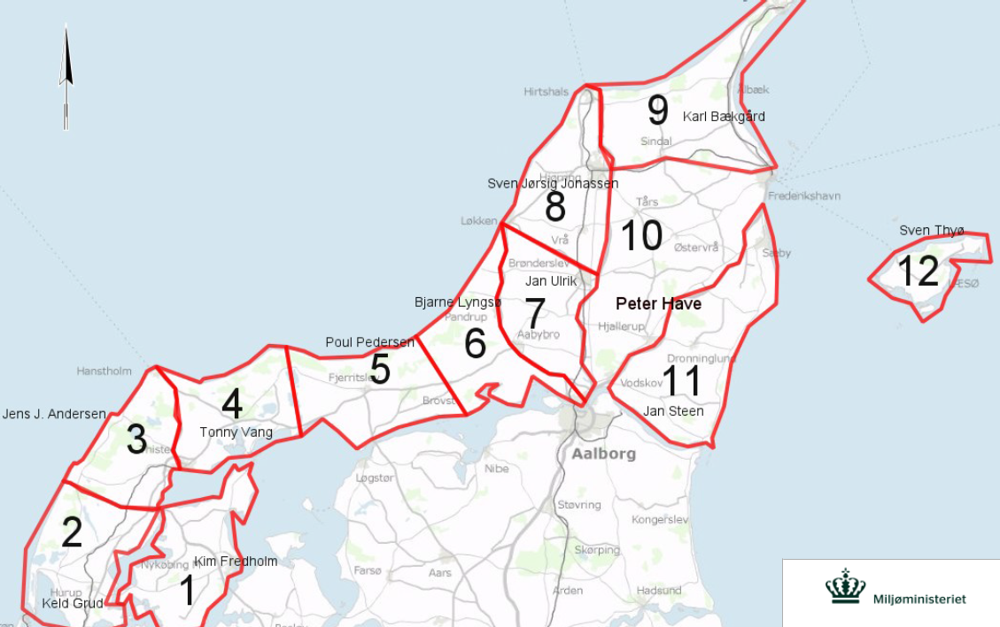 Hirtshals
Ålbæk
9
Karl Bækgård
Sindal
Sven Jørsig Jonassen
8
Tårs
Frederikshavn
Løkken
Vrå
10
Østervrå
Sven Thyø
Sæby
12
LÆSØ
Brønderslev
Jan Ulrik
Bjarne Lyngsø
Pandrup
7
Peter Have
Hjallerup
Aabybro
6
Poul Pedersen
5
Fjerritslev
Brovst
Dronninglund
Vodskov
11
Jan Steen
Hanstholm
4
Tonny Vang
Jens J. Andersen
3
Aalborg
Nibe
Løgstør
Støvring
Kongerslev
2
Skørping
Nykøbing
Kim Fredholm
1
Farsø
Aars
Arden
Hadsund
Hurup
Keld Grud
Miljøministeriet